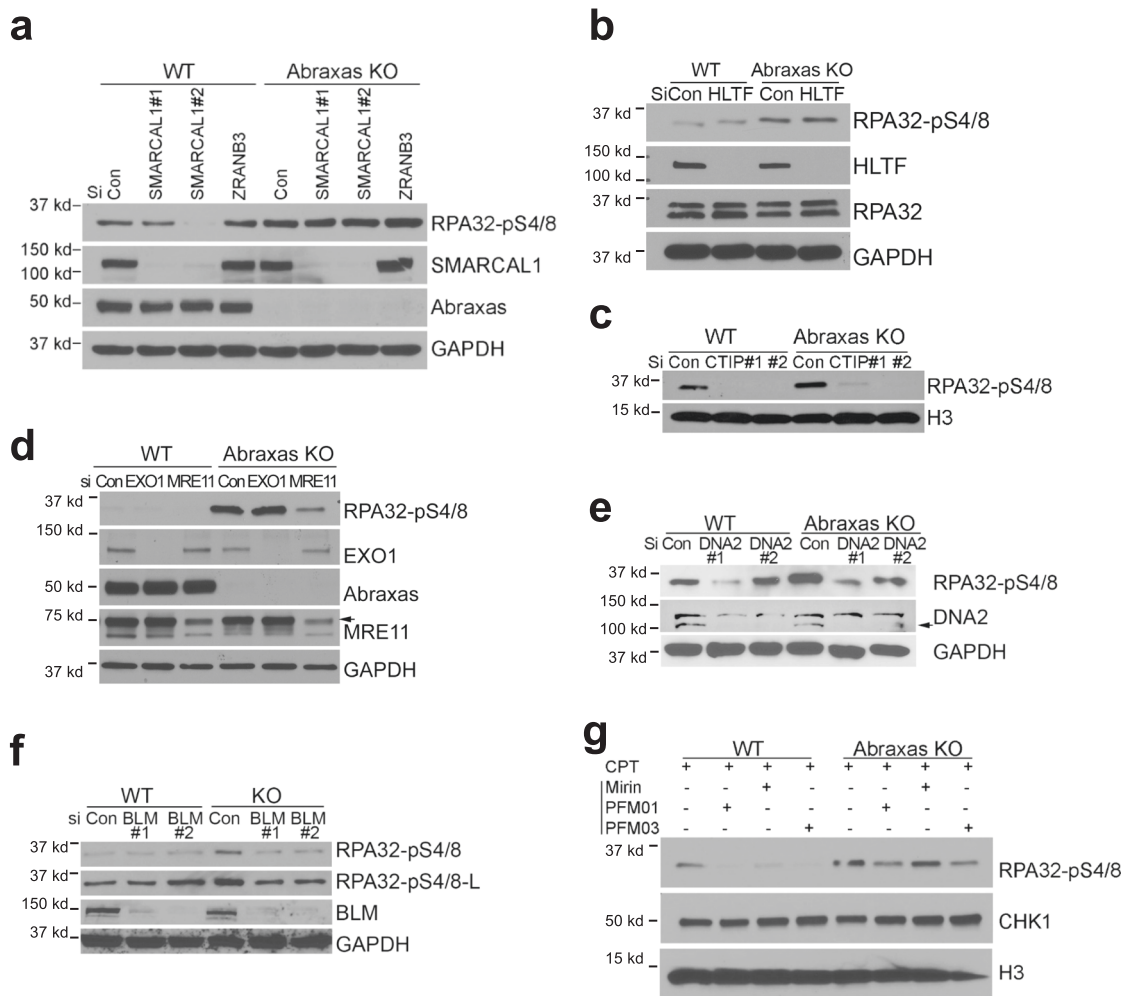 a
WT Abraxas KO
Si Con SMARCAL1#1 SMARCAL1#2 ZRANB3 Con SMARCAL1#1 SMARCAL1#2 ZRANB3
37 kd RPA32-pS4/8
150 kd
100 kd SMARCAL1
50 kd Abraxas
37 kd GAPDH
b
WT Abraxas KO
SiCon HLTF Con HLTF
37 kd RPA32-pS4/8
150 kd HLTF
100 kd
37 kd RPA32
37 kd GAPDH
c
WT Abraxas KO
Si Con CTIP#1 #2 Con CTIP#1 #2
37 kd RPA32-pS4/8
15 kd H3
d
WT Abraxas KO
si Con EXO1 MRE11 Con EXO1 MRE11
37 kd RPA32-pS4/8
150 kd EXO1
50 kd Abraxas
75 kd MRE11
37 kd GAPDH
e
WT Abraxas KO
Si Con DNA2 #1 DNA2 #2 Con DNA2 #1 DNA2 #2
37 kd RPA32-pS4/8
150 kd DNA2
100 kd
37 kd GAPDH
f
WT KO
si Con BLM #1 BLM #2 Con BLM #1 BLM #2
37 kd RPA32-pS4/8
37 kd RPA32-pS4/8-L
150 kd BLM
37 kd GAPDH
g
WT Abraxas KO
CPT + + + + + + + +
Mirin - - + - - - + -
PFM01 - + - - - + - -
PFM03 - - - + - - - +
37 kd RPA32-pS4/8
50 kd CHK1
15 kd H3